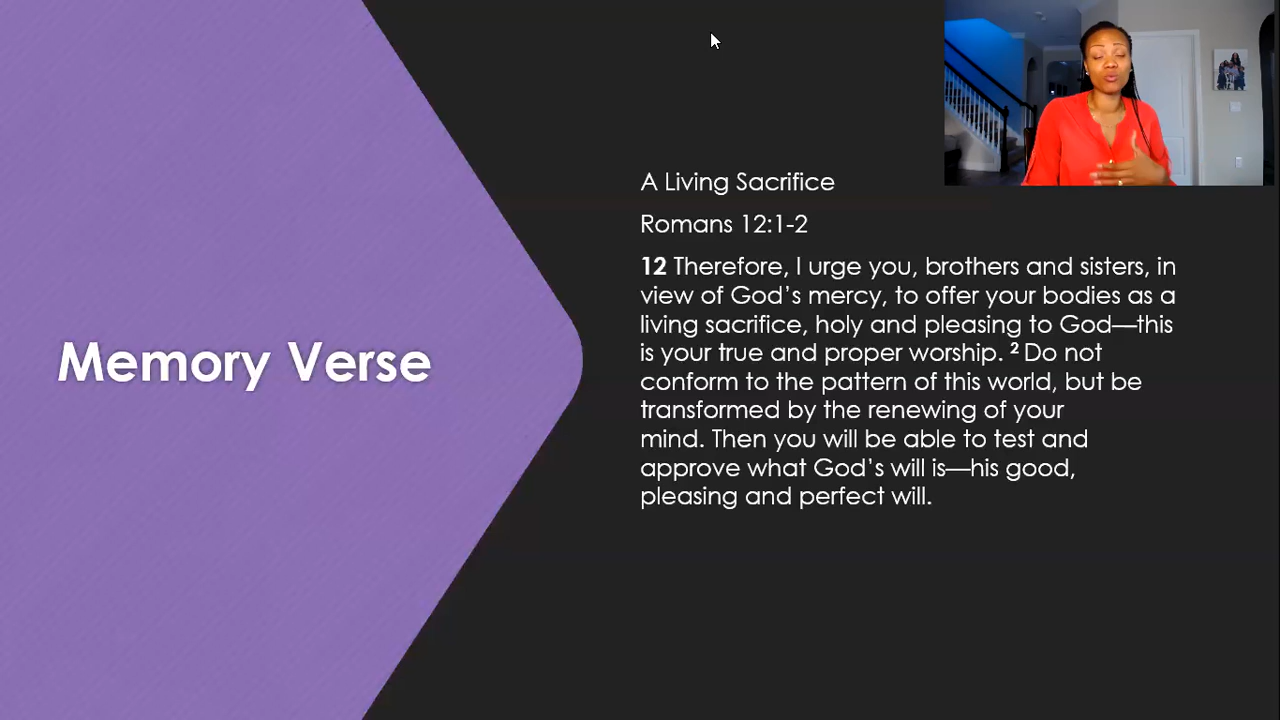 Memory Verse
A Living Sacrifice
Romans 12:1-2
12 Therefore, I urge you, brothers and sisters, in
view of God’s mercy, to offer your bodies as a
living sacrifice, holy and pleasing to God—this
is your true and proper worship. 2 Do not
conform to the pattern of this world, but be
transformed by the renewing of your
mind. Then you will be able to test and
approve what God’s will is—his good,
pleasing and perfect will.